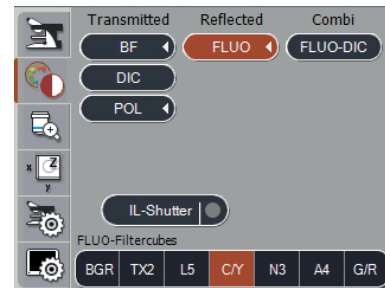 Transmitted Reflected Combi
BF FLUO FLUO-DIC
DIC
POL
x z
y
IL-Shutter
FLUO-Filtercubes
BGR TX2 L5 C/Y N3 A4 G/R